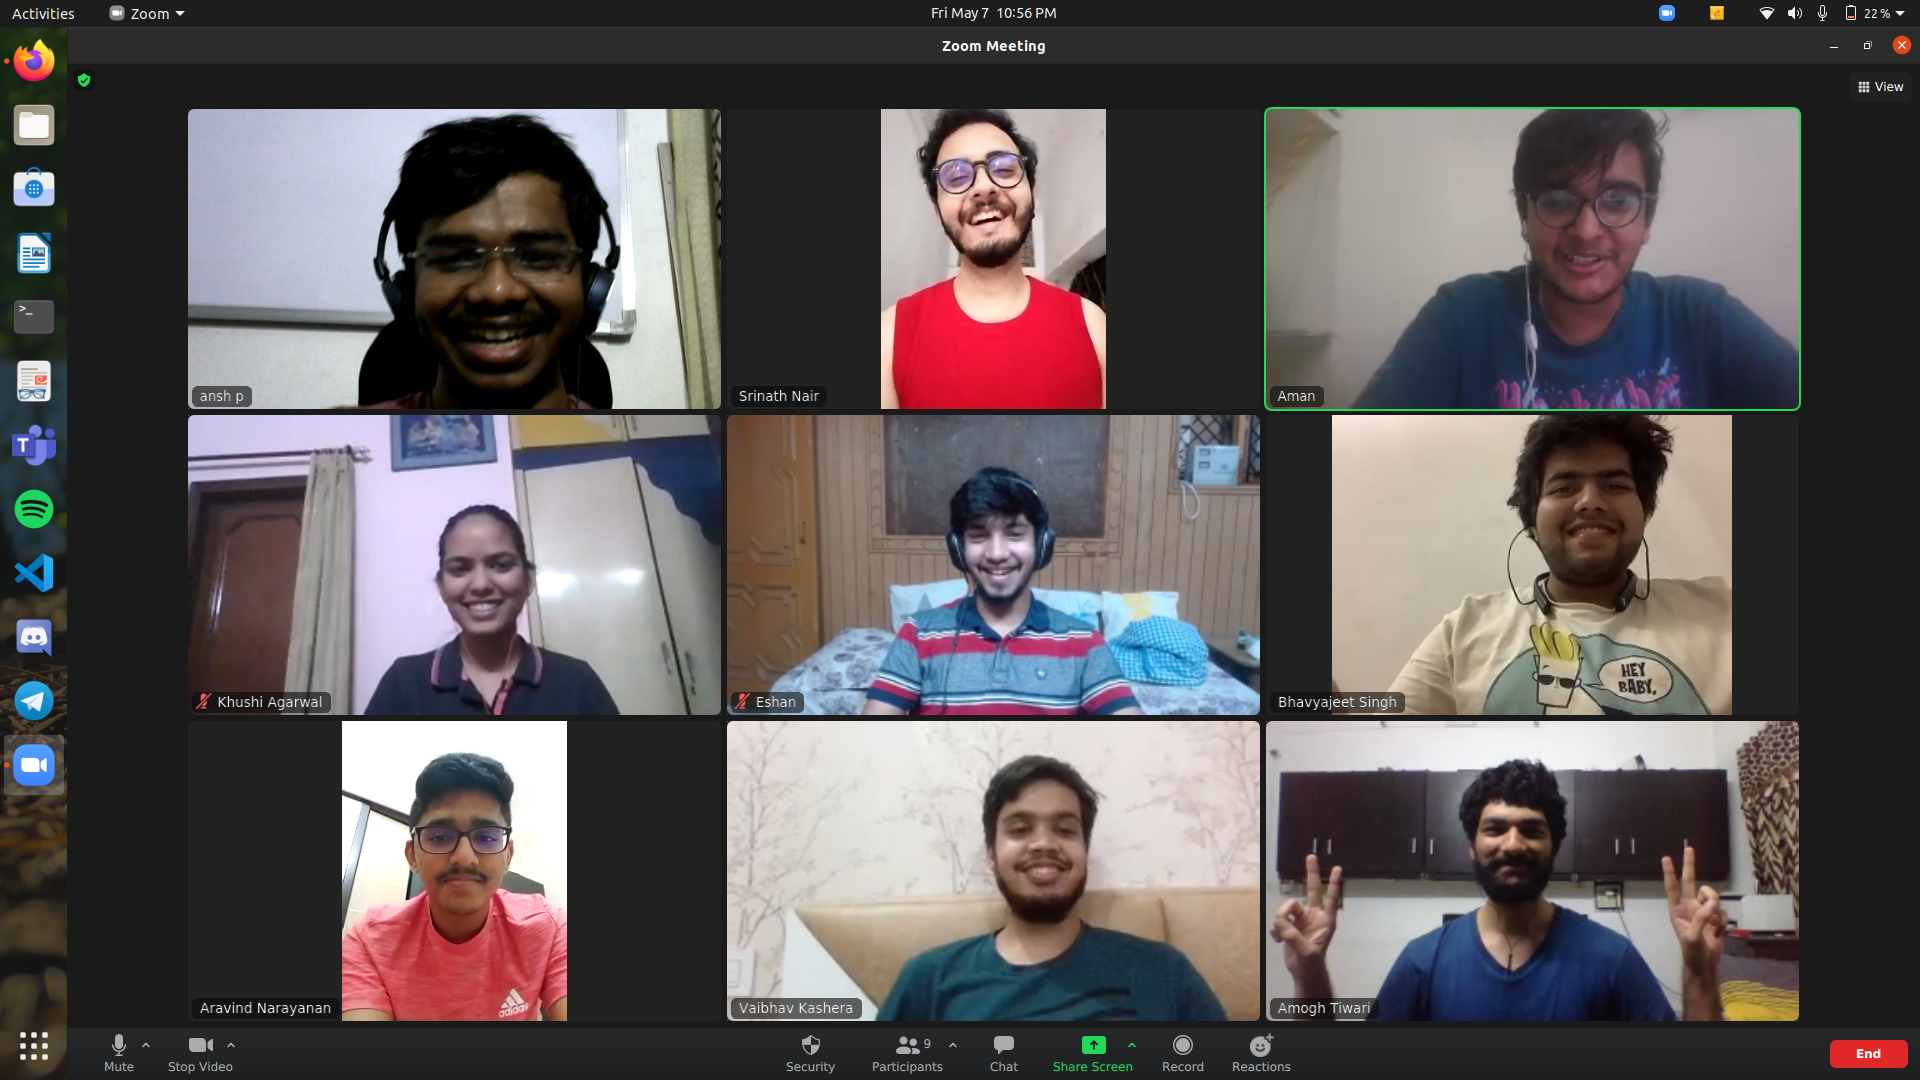 Activities
Zoom
Fri May 7 10:56 PM
22 %
Zoom Meeting
View
ansh p
Srinath Nair
Aman
Khushi Agarwal
Eshan
HEY
BABY.
Bhavyajeet Singh
adidas
Aravind Narayanan
Vaibhav Kashera
Amogh Tiwari
Mute
Stop Video
Security
9
Participants
Chat
Share Screen
Record
Reactions
End